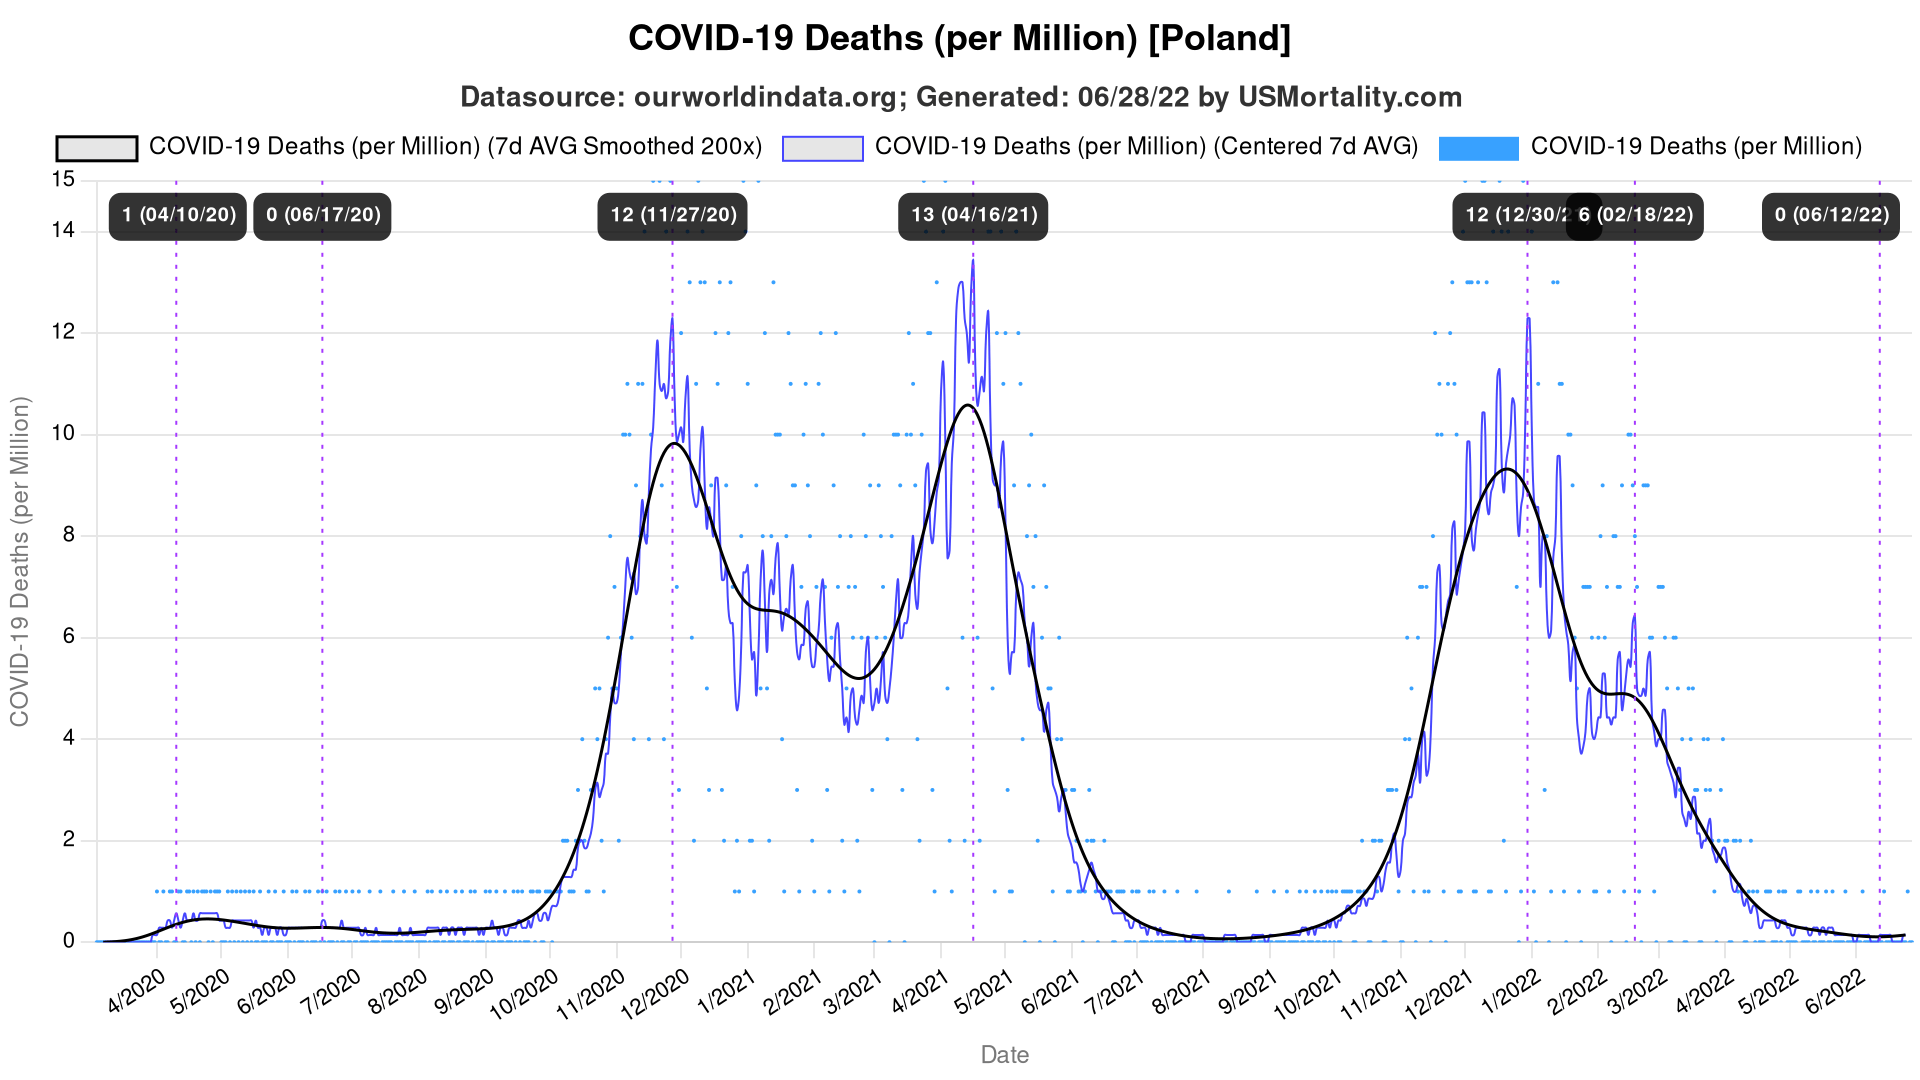 COVID-19 Deaths (per Million) [Poland]
Datasource: ourworldindata.org; Generated: 06/28/22 by USMortality.com
COVID-19 Deaths (per Million) (7d AVG Smoothed 200x) COVID-19 Deaths (per Million) (Centered 7d AVG) COVID-19 Deaths (per Million)
15
1 (04/10/20) 0 (06/17/20) 12 (11/27/20) 13 (04/16/21) 12 (12/30/21) 6 (02/18/22) 0 (06/12/22)
14
12
10
8
6
4
2
0
COVID-19 Deaths (per Million)
4/2020 5/2020 6/2020 7/2020 8/2020 9/2020 10/2020 11/2020 12/2020 1/2021 2/2021 3/2021 4/2021 5/2021 6/2021 7/2021 8/2021 9/2021 10/2021 11/2021 12/2021 1/2022 2/2022 3/2022 4/2022 5/2022 6/2022
Date